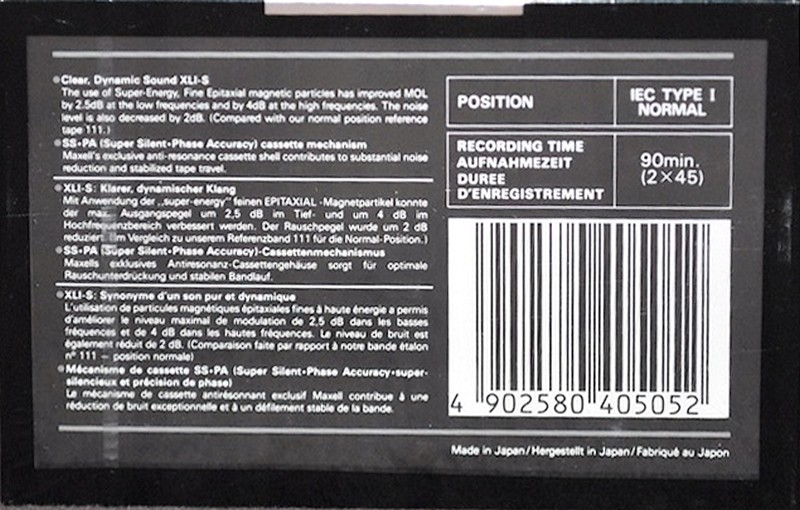 Clear, Dynamic Sound XLI-S
The use of Super-Energy, Fine Epitaxial magnetic particles has improved MOL
by 2.5dB at the low frequencies and by 4dB at the high frequencies. The noise
level is also decreased by 2dB. (Compared with our normal position reference
tape 111.)
SS•PA (Super Silent•Phase Accuracy) cassette mechanism
Maxell's exclusive anti-resonance cassette shell contributes to substantial noise
reduction and stabilized tape travel.
XLI-S: Klarer, dynamischer Klang
Mit Anwendung der „super-energy" feinen EPITAXIAL -Magnetpartikel konnte
der max. Ausgangspegel um 2,5 dB im Tief- und um 4 dB im
Hochfrequenzbereich verbessert werden. Der Rauschpegel wurde um 2 dB
reduziert. (Im Vergleich zu unserem Referenzband 111 für die Normal-Position.)
SS•PA (Super Silent•Phase Accuracy)-Cassettenmechanismus
Maxells exkluslves Antiresonanz-Cassettengehäuse sorgt für optimale
Rauschunterdrückung und stabilen Bandlauf.
XLI-S: Synonyme d'un son pur et dynamique
L'utilisation de particules magnétiques épitaxiales fines à haute énergie a permis
d'améliorer le niveau maximal de modulation de 2,5 dB dans les basses
fréquences et de 4 dB dans les hautes fréquences. Le niveau de bruit est
également réduit de 2 dB. (Comparaison faite par rapport à notre bande étalon
n° 111 – position normale)
Mécanisme de cassette SS•PA (Super Silent•Phase Accuracy-super-
silencieux et précision de phase)
Le mécanisme de cassette antirésonnant exclusif Maxell contribue à une
réduction de bruit exceptionnelle et à un défilement stable de la bande.
POSITION
IEC TYPE I
NORMAL
RECORDING TIME
AUFNAHMEZEIT
DUREE
D'ENREGISTREMENT
90min.
(2×45)
4 902580 405052
Made in Japan/Hergestellt in Japan/Fabriqué au Japon